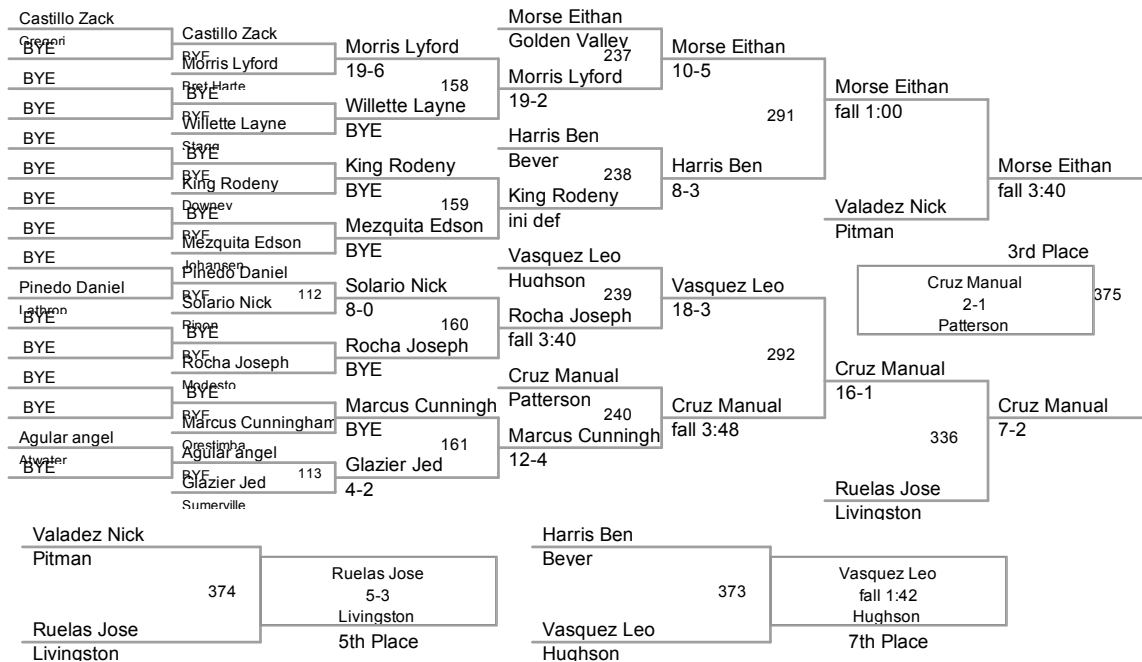 Castillo Zack
Gregori
BYE
BYE
BYE
BYE
BYE
BYE
BYE
BYE
Pinedo Daniel
Lathrop
BYE
BYE
BYE
BYE
Agular angel
Atwater
BYE
Castillo Zack
BYE
Morris Lyford
Bret Harte
BYE
BYE
Willette Layne
Stagg
BYE
BYE
King Rodeny
Downey
BYE
BYE
Mezquita Edson
Johansen
Pinedo Daniel
BYE 112
Solario Nick
Ripon
BYE
BYE
Rocha Joseph
Modesto
BYE
BYE
Marcus Cunningham
Orestimba
Agular angel
BYE 113
Glazier Jed
Sumerville
Morris Lyford
19-6
158
Willette Layne
BYE
King Rodeny
BYE
159
Mezquita Edson
BYE
Solario Nick
8-0
160
Rocha Joseph
BYE
Marcus Cunningh
BYE
161
Glazier Jed
4-2
Morse Eithan
Golden Valley
237
Morris Lyford
19-2
Harris Ben
Bever
238
King Rodeny
ini def
Vasquez Leo
Hughson
239
Rocha Joseph
fall 3:40
Cruz Manual
Patterson
240
Marcus Cunningh
12-4
Morse Eithan
10-5
291
Harris Ben
8-3
Vasquez Leo
18-3
292
Cruz Manual
fall 3:48
Morse Eithan
fall 1:00
Valadez Nick
Pitman
Cruz Manual
16-1
336
Ruelas Jose
Livingston
Morse Eithan
fall 3:40
3rd Place
Cruz Manual
2-1
Patterson
375
Cruz Manual
7-2
Valadez Nick
Pitman
374
Ruelas Jose
Livingston
Ruelas Jose
5-3
Livingston
5th Place
Harris Ben
Bever
373
Vasquez Leo
Hughson
Vasquez Leo
fall 1:42
Hughson
7th Place